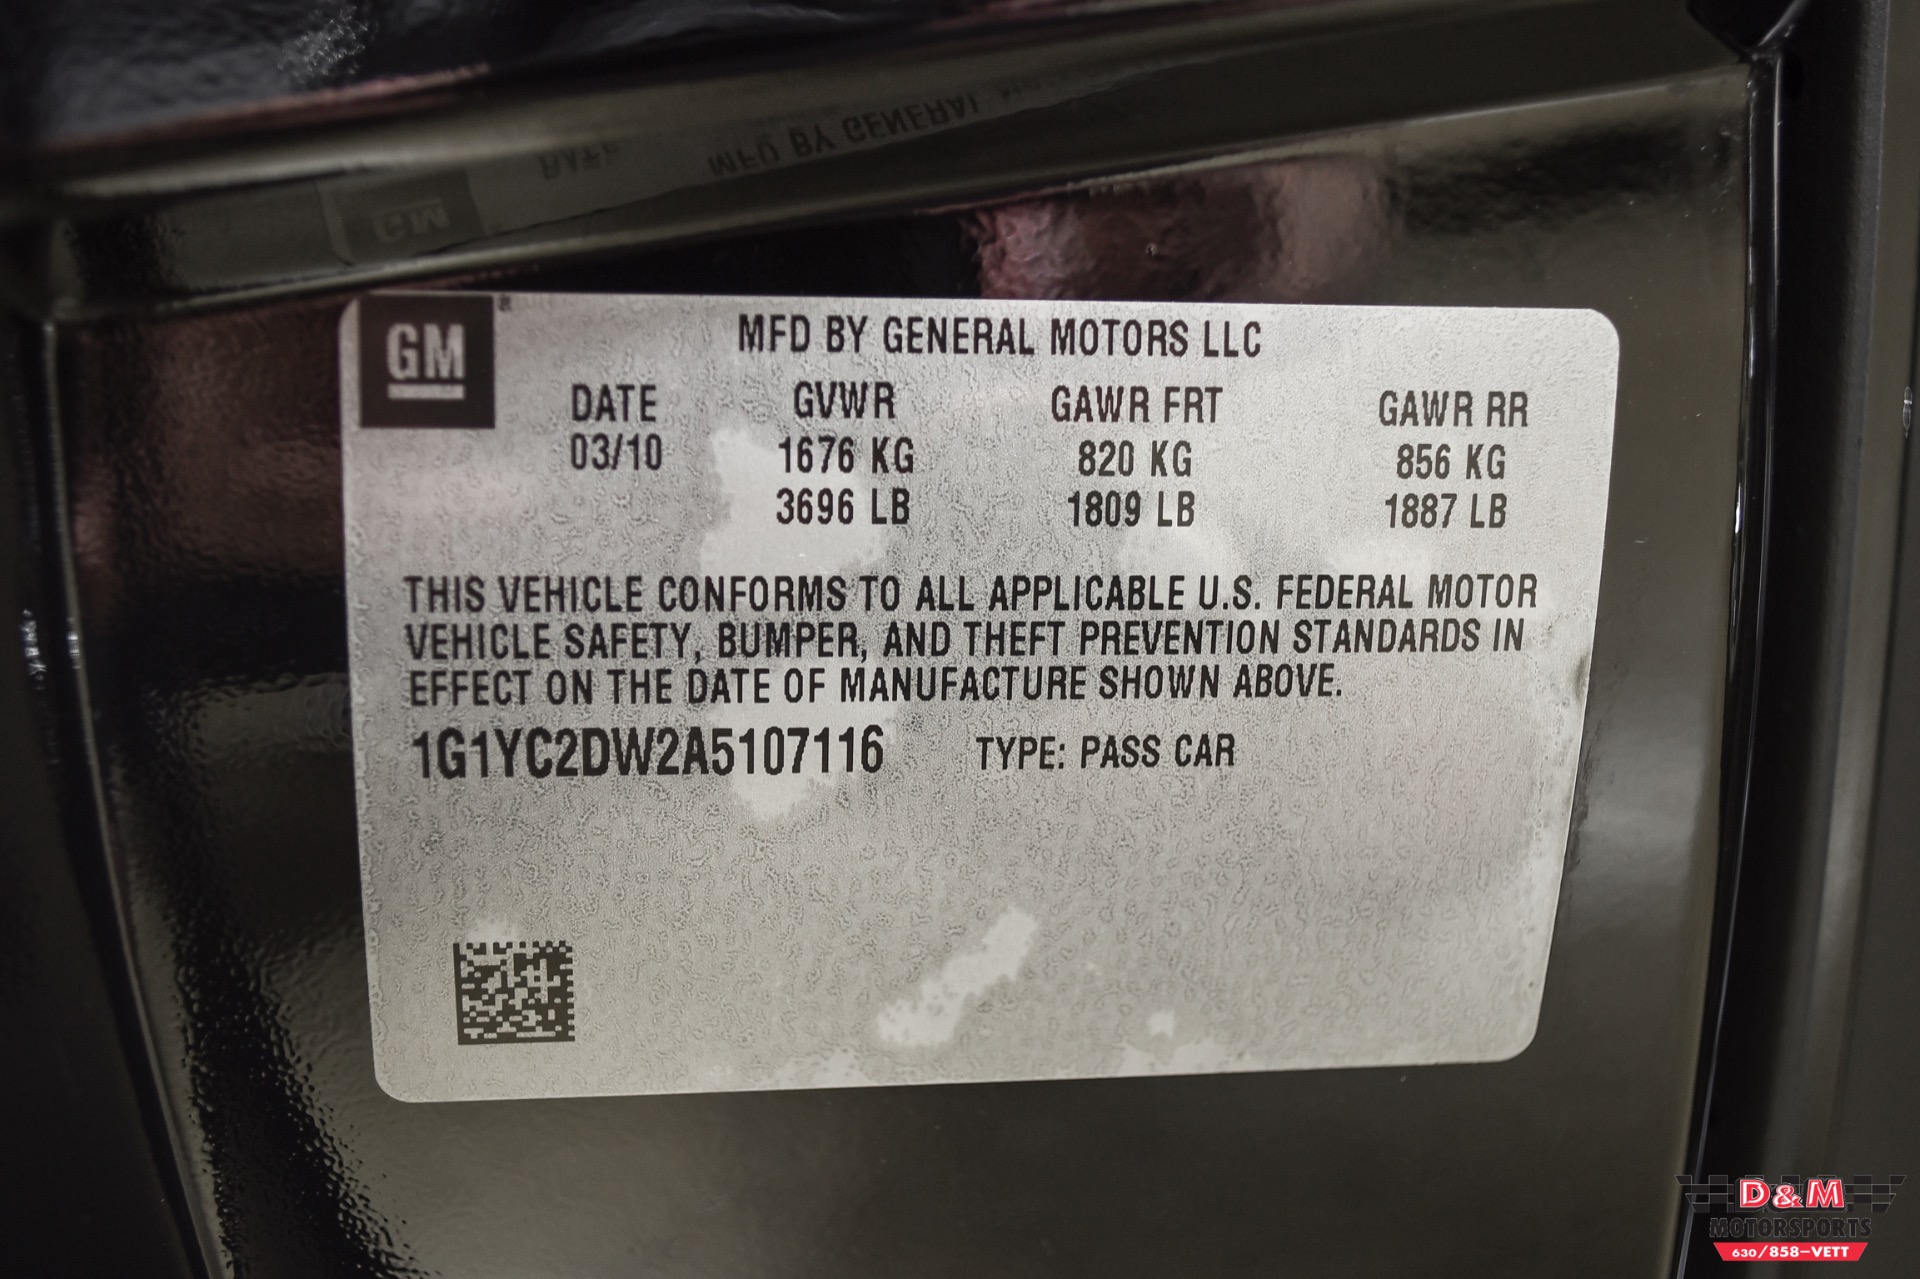 GM
MFD BY GENERAL MOTORS LLC
DATE GVWR GAWR FRT GAWR RR
03/10 1676 KG 820 KG 856 KG
3696 LB 1809 LB 1887 LB
THIS VEHICLE CONFORMS TO ALL APPLICABLE U.S. FEDERAL MOTOR
VEHICLE SAFETY, BUMPER, AND THEFT PREVENTION STANDARDS IN
EFFECT ON THE DATE OF MANUFACTURE SHOWN ABOVE.
1G1YC2DW2A5107116 TYPE: PASS CAR
D&M
MOTORSPORTS
630/858-VETT